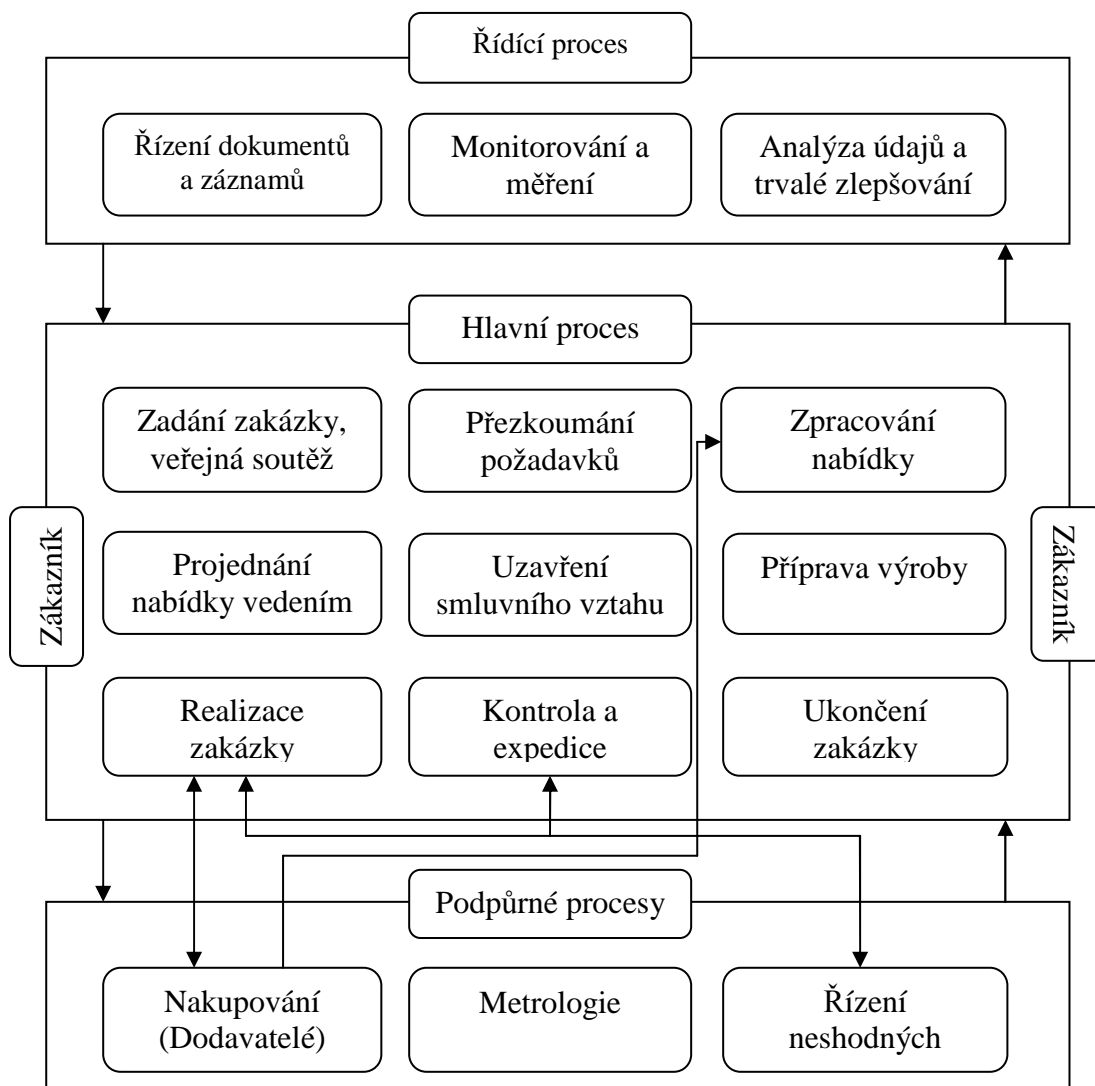 Řídící proces
Řízení dokumentů
a záznamů
Monitorování a
měření
Analýza údajů a
trvalé zlepšování
Hlavní proces
Zadání zakázky,
veřejná soutěž
Přezkoumání
požadavků
Zpracování
nabídky
Zákazník
Projednání
nabídky vedením
Uzavření
smluvního vztahu
Příprava výroby
Zákazník
Realizace
zakázky
Kontrola a
expedice
Ukončení
zakázky
Podpůrné procesy
Nakupování
(Dodavatelé)
Metrologie
Řízení
neshodných